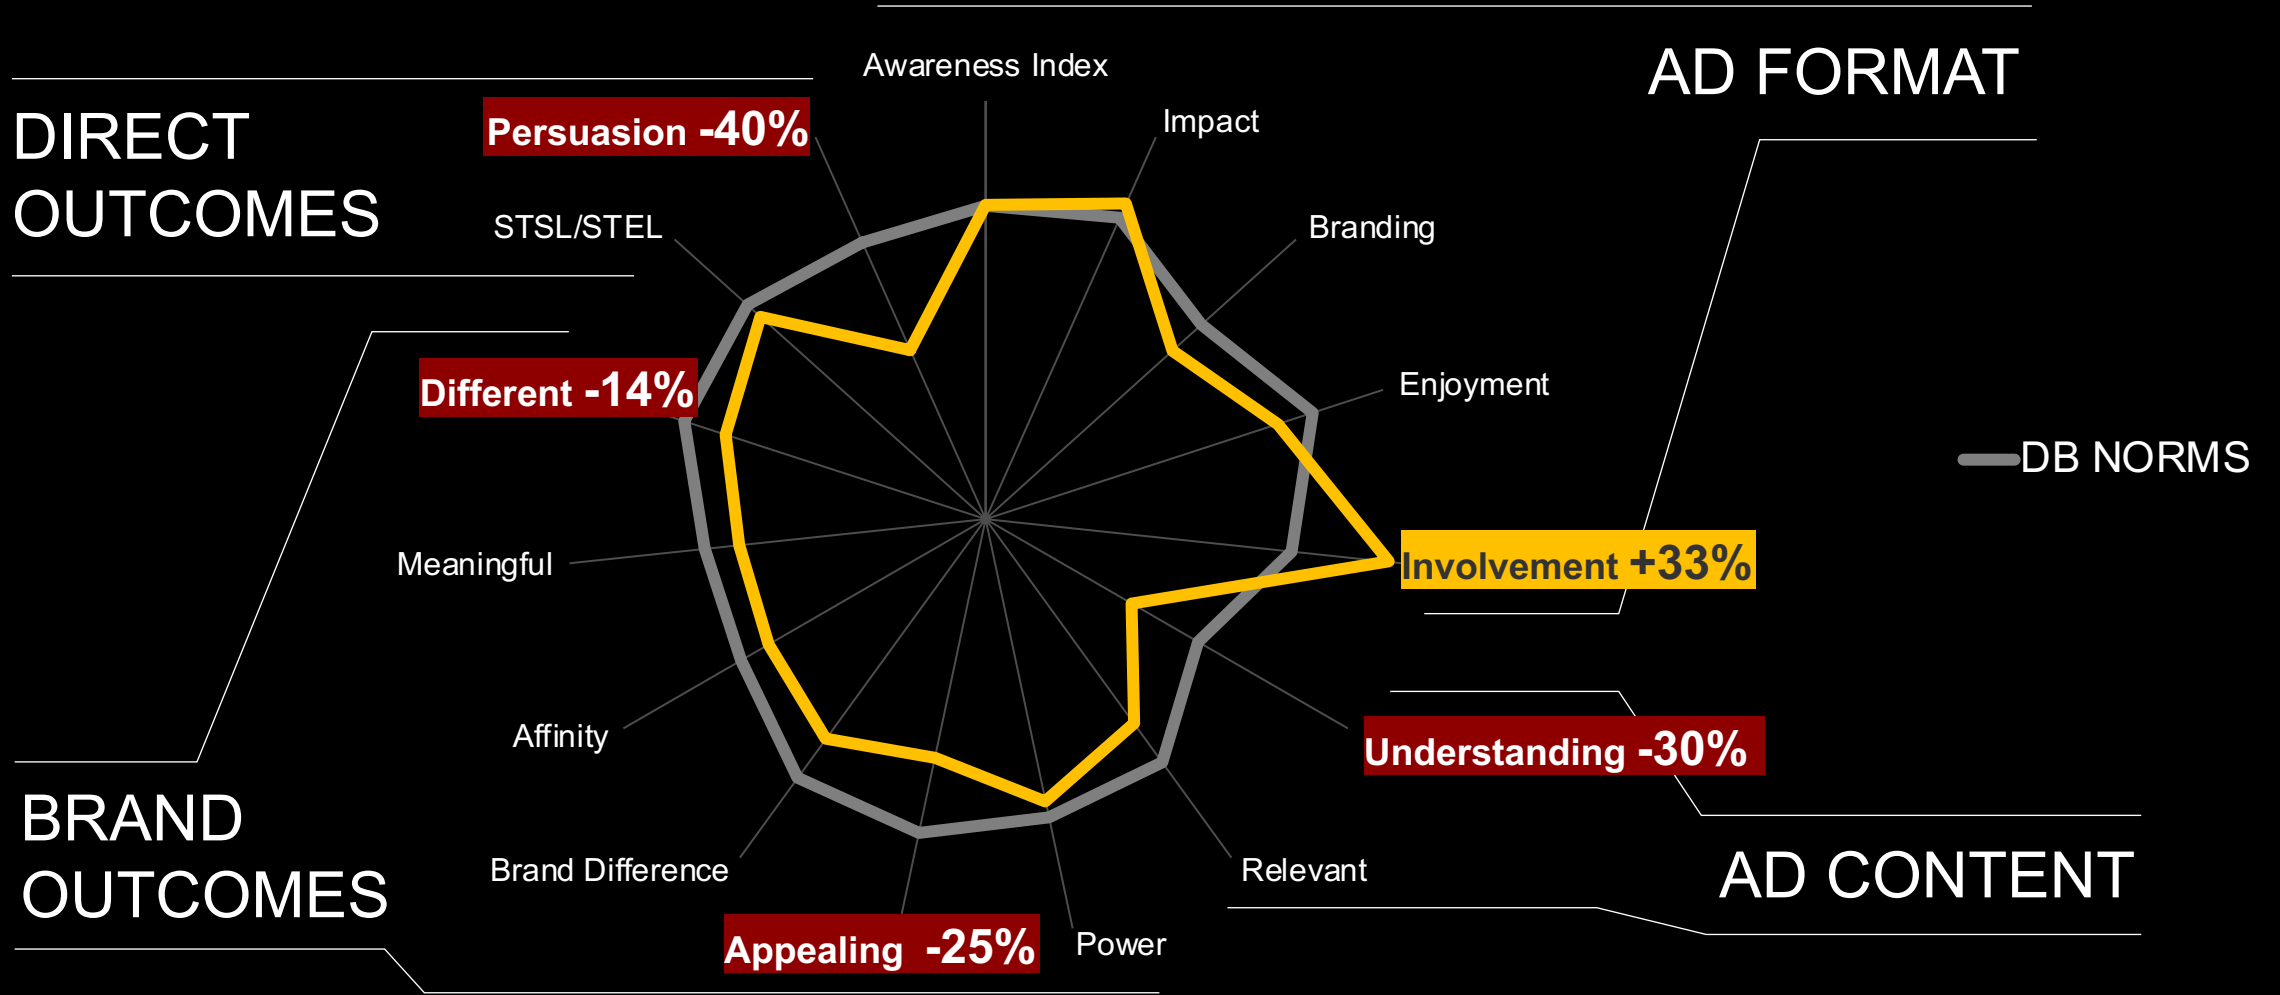 AD FORMAT
Awareness Index
DIRECT
OUTCOMES
Persuasion -40%
Impact
STSL/STEL
Branding
Different -14%
Enjoyment
DB NORMS
Meaningful
Involvement +33%
Affinity
Understanding -30%
BRAND
OUTCOMES
Brand Difference
Relevant
AD CONTENT
Appealing -25%
Power